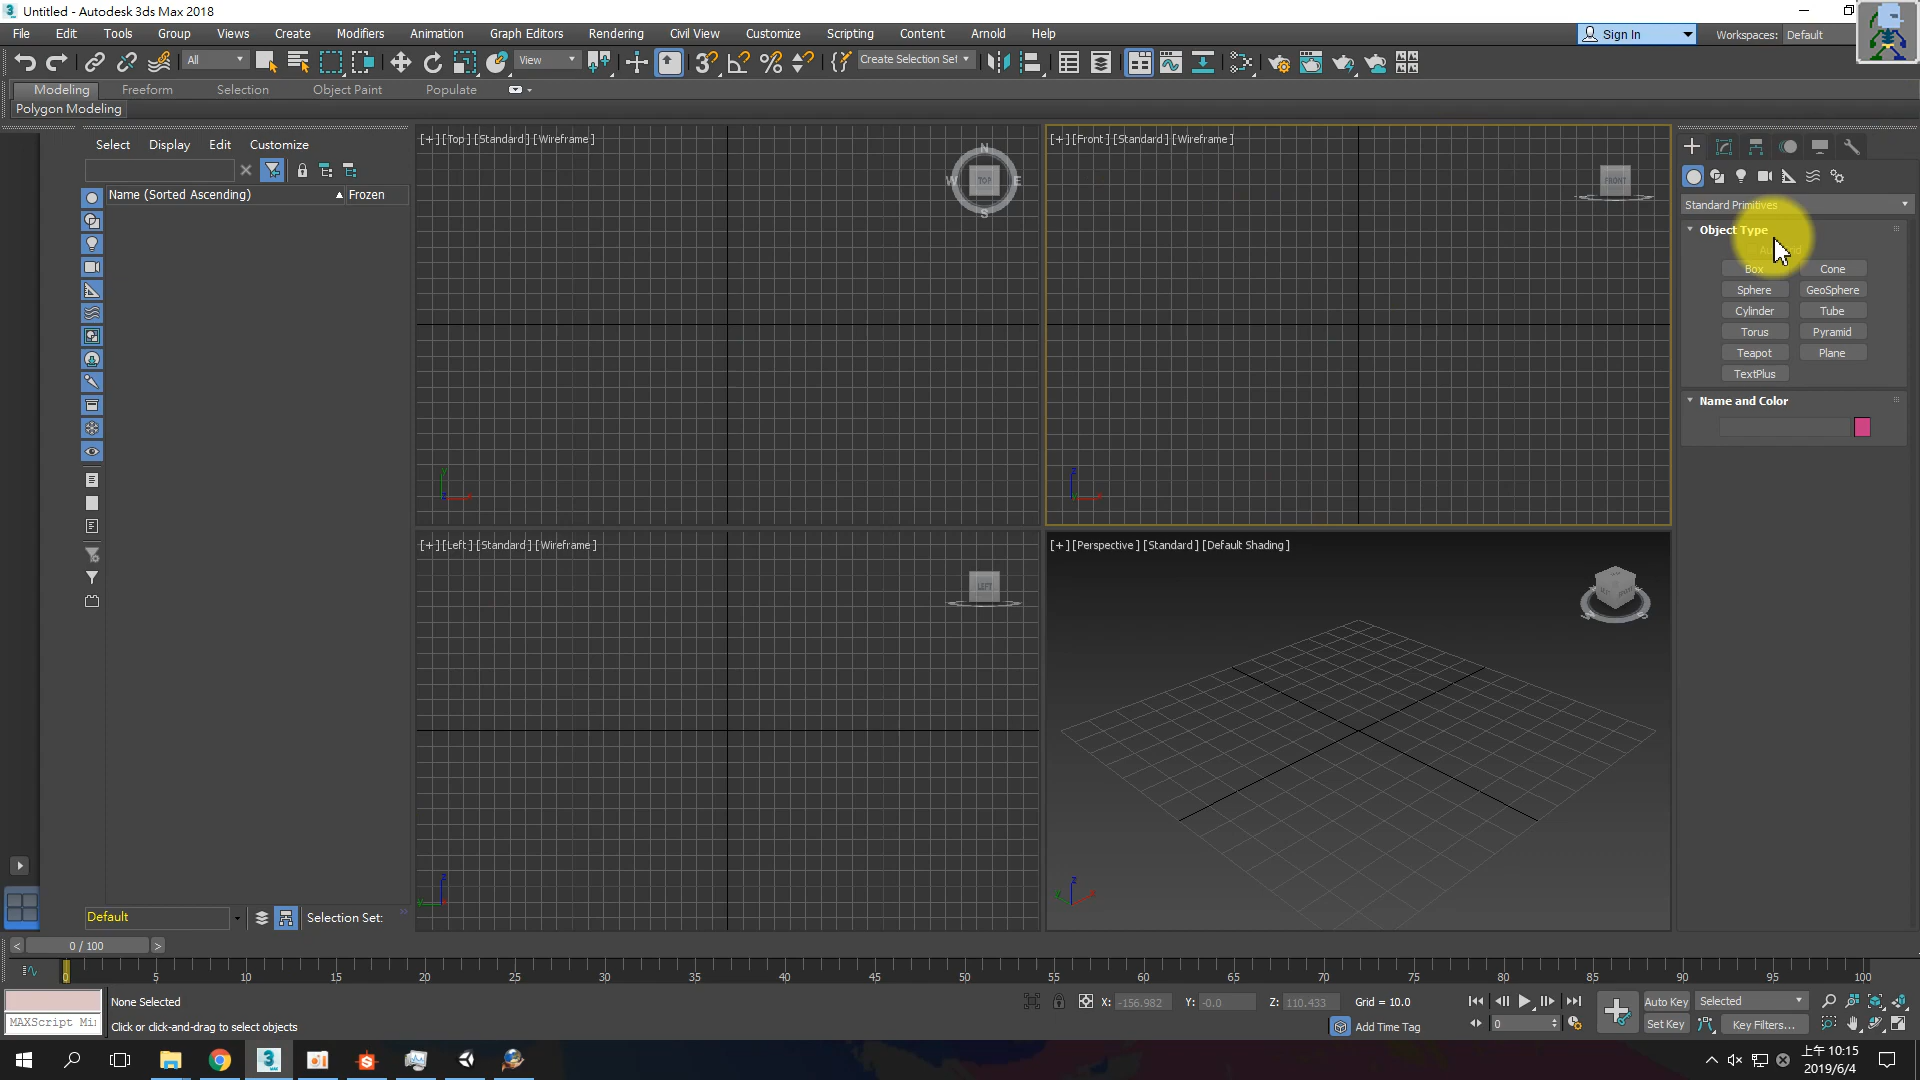 Untitled - Autodesk 3ds Max 2018
File Edit Tools Group Views Create Modifiers Animation Graph Editors Rendering Civil View Customize Scripting Content Arnold Help
Sign In Workspaces: Default
All View Create Selection Set
Modeling Freeform Selection Object Paint Populate
Polygon Modeling
Select Display Edit Customize
Name (Sorted Ascending) Frozen
[+] [Top] [Standard] [Wireframe]
N
W TOP E
S
[+] [Front] [Standard] [Wireframe]
FRONT
Standard Primitives
Object Type
Box Cone
Sphere GeoSphere
Cylinder Tube
Torus Pyramid
Teapot Plane
TextPlus
Name and Color
[+] [Left] [Standard] [Wireframe]
LEFT
[+] [Perspective] [Standard] [Default Shading]
Default Selection Set:
< 0 / 100 >
0 5 10 15 20 25 30 35 40 45 50 55 60 65 70 75 80 85 90 95 100
None Selected X: -156.982 Y: -0.0 Z: 110.433 Grid = 10.0 Auto Key Selected
MAXScript Mi Click or click-and-drag to select objects Add Time Tag 0 Set Key Key Filters...
上午 10:15
2019/6/4